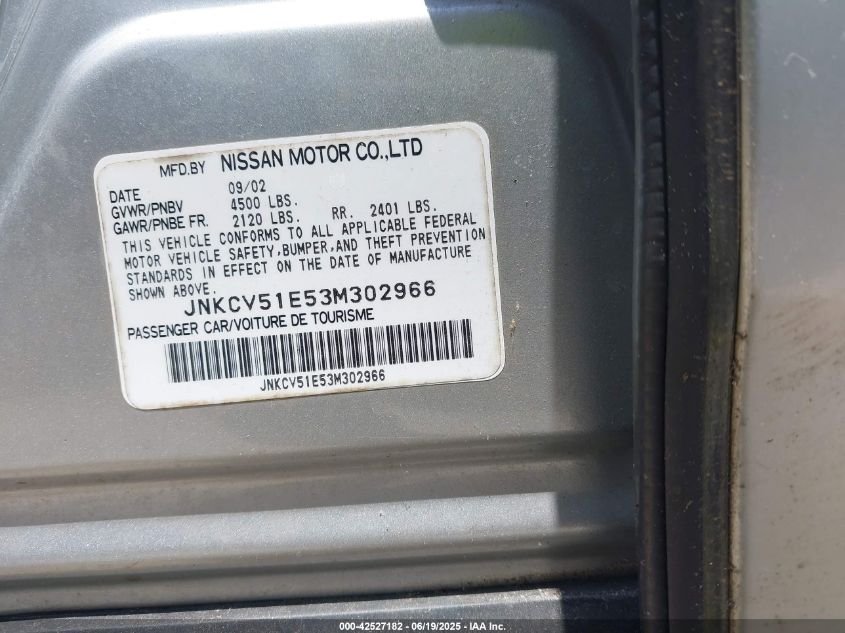 MFD.BY NISSAN MOTOR CO.,LTD
DATE 09/02
GVWR/PNBV 4500 LBS.
GAWR/PNBE FR. 2120 LBS. RR. 2401 LBS.
THIS VEHICLE CONFORMS TO ALL APPLICABLE FEDERAL
MOTOR VEHICLE SAFETY,BUMPER,AND THEFT PREVENTION
STANDARDS IN EFFECT ON THE DATE OF MANUFACTURE
SHOWN ABOVE.
JNKCV51E53M302966
PASSENGER CAR/VOITURE DE TOURISME
JNKCV51E53M302966
000-42527182 - 06/19/2025 - IAA Inc.